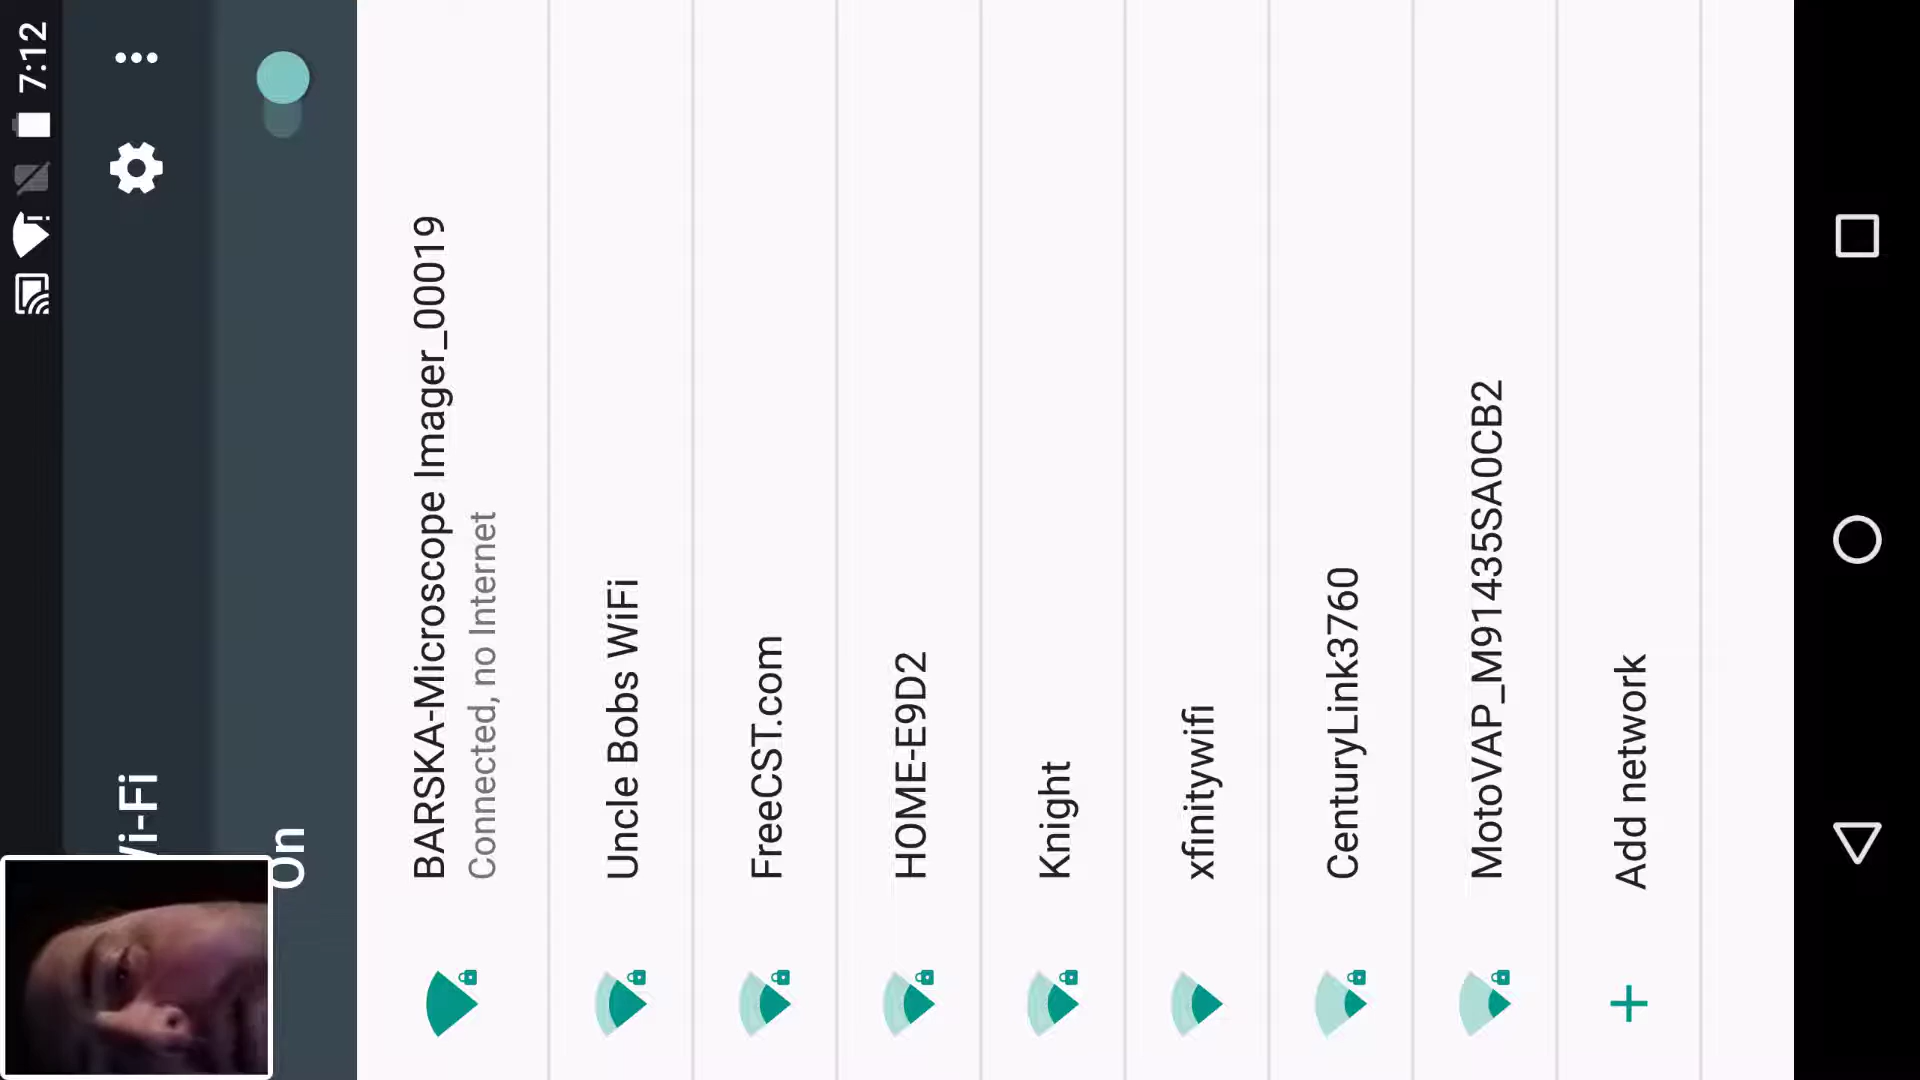 7:12
i-Fi
On
BARSKA-Microscope Imager_00019
Connected, no Internet
Uncle Bobs WiFi
FreeCST.com
HOME-E9D2
Knight
xfinitywifi
CenturyLink3760
MotoVAP_M91435SA0CB2
Add network